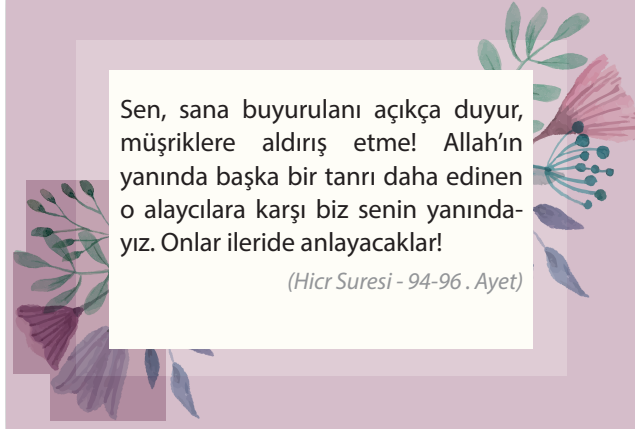 Sen, sana buyurulanı açıkça duyur,
müşriklere aldırış etme! Allah’ın
yanında başka bir tanrı daha edinen
o alaycılara karşı biz senin yanında-
yız. Onlar ileride anlayacaklar!
(Hicr Suresi - 94-96 . Ayet)